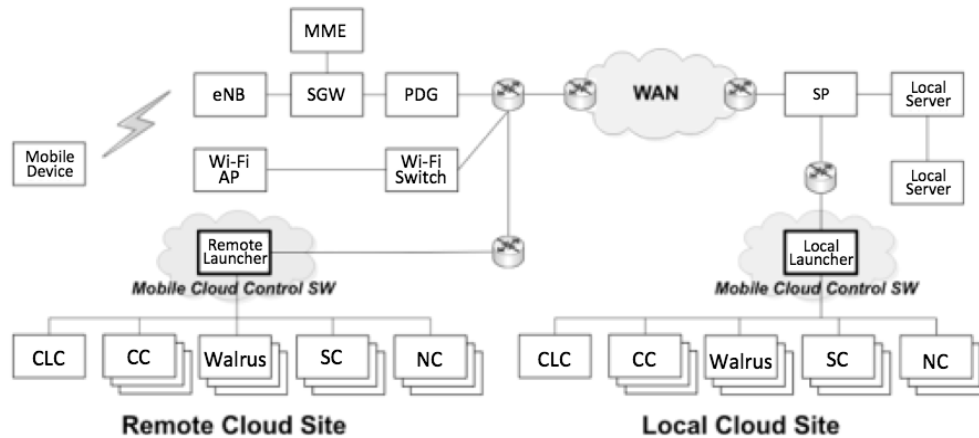 MME
eNB
SGW
PDG
WAN
SP
Local
Server
Mobile
Device
Wi-Fi
AP
Wi-Fi
Switch
Local
Server
Remote
Launcher
Mobile Cloud Control SW
Local
Launcher
Mobile Cloud Control SW
CLC
CC
Walrus
SC
NC
CLC
CC
Walrus
SC
NC
Remote Cloud Site
Local Cloud Site